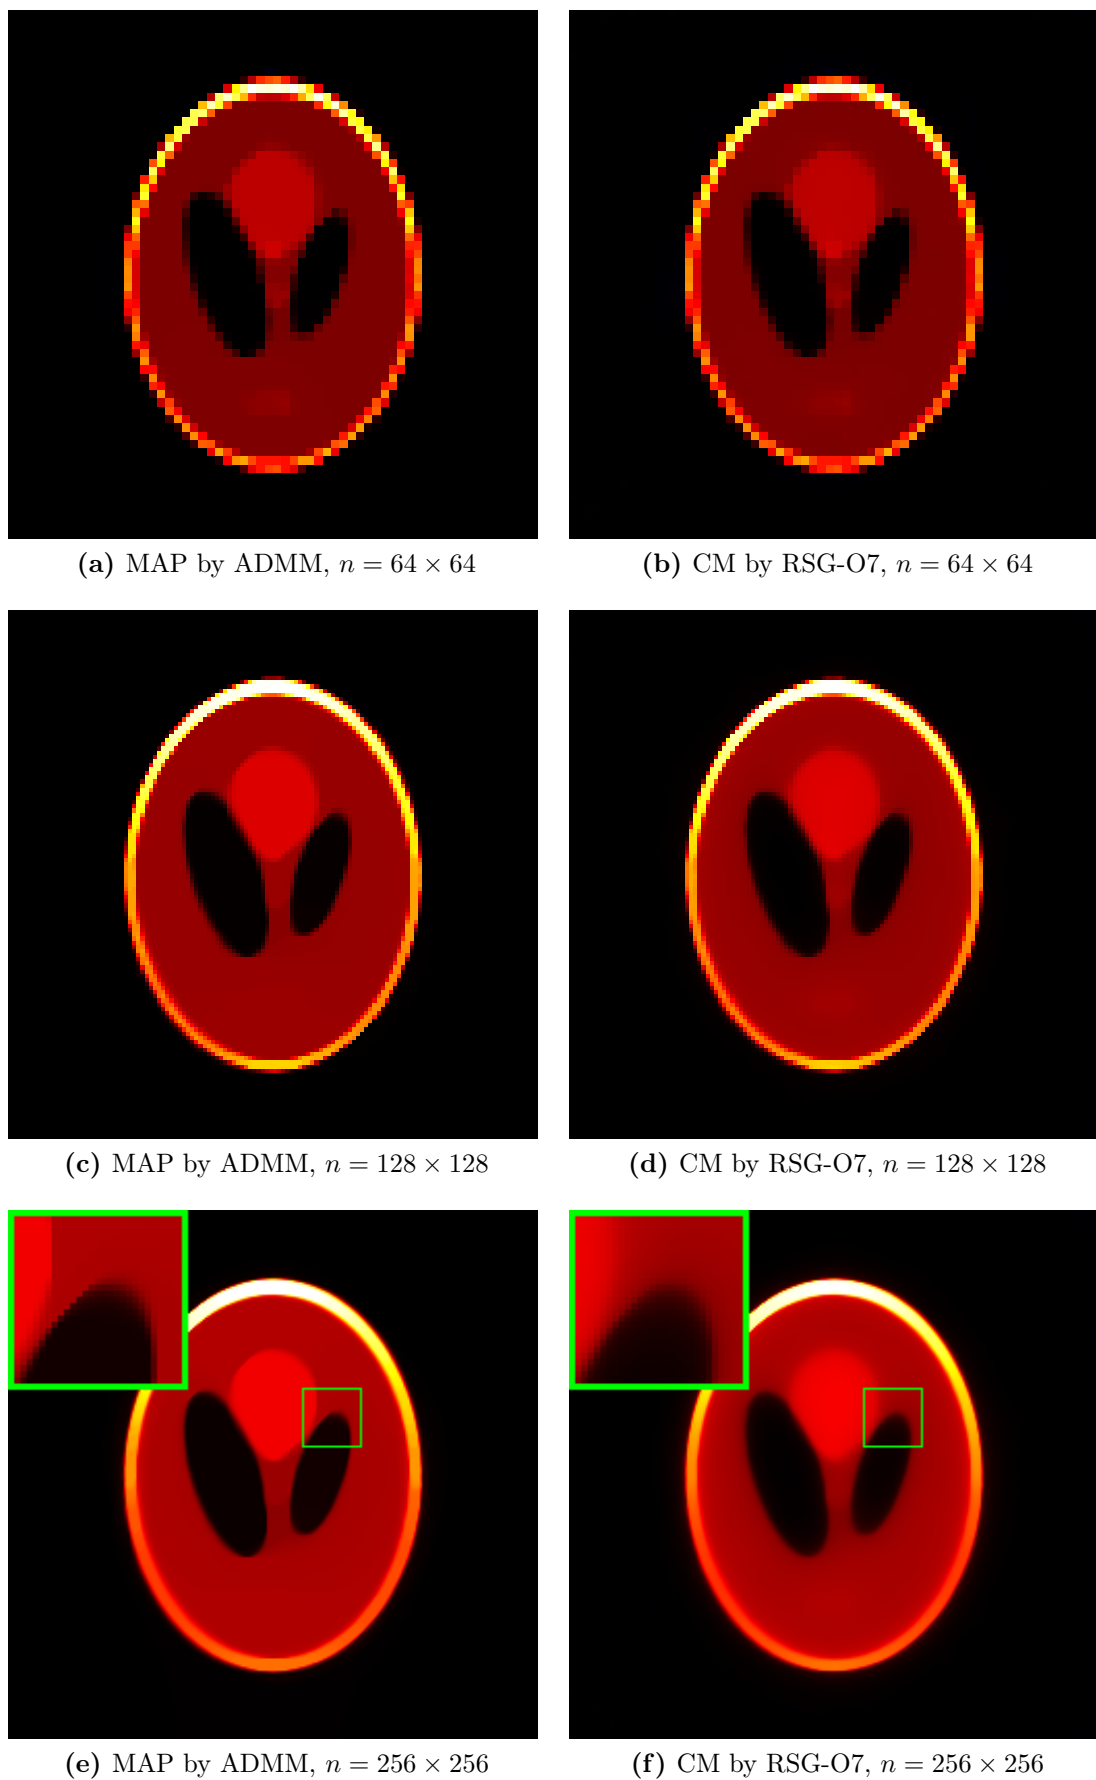 (a) MAP by ADMM, n = 64 × 64
(b) CM by RSG-O7, n = 64 × 64
(c) MAP by ADMM, n = 128 × 128
(d) CM by RSG-O7, n = 128 × 128
(e) MAP by ADMM, n = 256 × 256
(f) CM by RSG-O7, n = 256 × 256